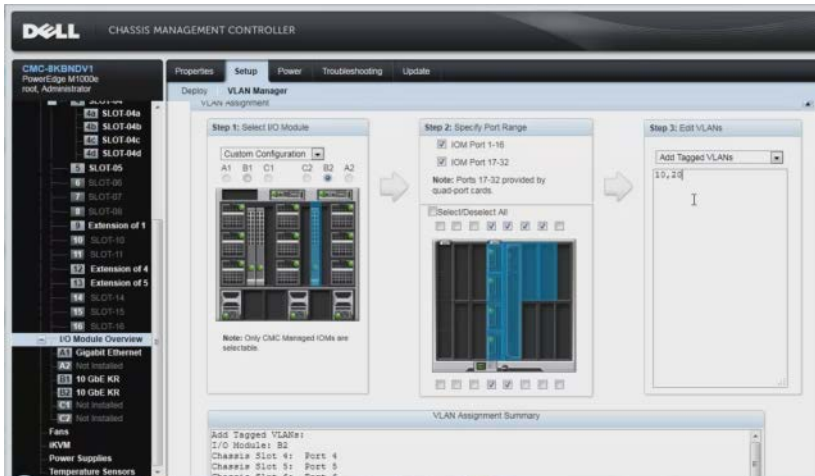 DELL CHASSIS MANAGEMENT CONTROLLER
CMC-8KBNDV1
PowerEdge M1000e
root, Administrator
Properties Setup Power Troubleshooting Update
Deploy VLAN Manager
SLOT-04
4a SLOT-04a
4b SLOT-04b
4c SLOT-04c
4d SLOT-04d
5 SLOT-05
6 SLOT-06
7 SLOT-07
8 SLOT-08
9 Extension of 1
10 SLOT-10
11 SLOT-11
12 Extension of 4
13 Extension of 5
14 SLOT-14
15 SLOT-15
16 SLOT-16
I/O Module Overview
A1 Gigabit Ethernet
A2 Not Installed
B1 10 GbE KR
B2 10 GbE KR
C1 Not Installed
C2 Not Installed
Fans
iKVM
Power Supplies
Temperature Sensors
VLAN Assignment
Step 1: Select I/O Module
Custom Configuration
A1 B1 C1 C2 B2 A2
Note: Only CMC Managed IOMs are
selectable.
Step 2: Specify Port Range
IOM Port 1-16
IOM Port 17-32
Note: Ports 17-32 provided by
quad-port cards.
Select/Deselect All
Step 3: Edit VLANs
Add Tagged VLANs
10,20
VLAN Assignment Summary
Add Tagged VLANs:
I/O Module: B2
Chassis Slot 4: Port 4
Chassis Slot 5: Port 5